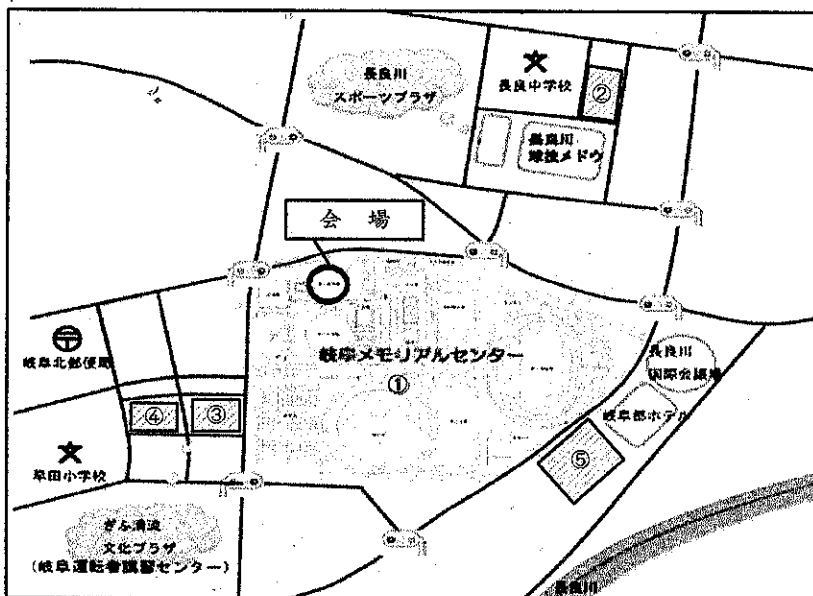 長良川
スポーツプラザ
長良中学校
②
長良川
球技メドウ
会場
岐阜メモリアルセンター
①
岐阜北郵便局
④
③
早田小学校
長良川
国際会議場
岐阜都ホテル
⑤
ぎふ清流
文化プラザ
(岐阜運転者講習センター)
長良川